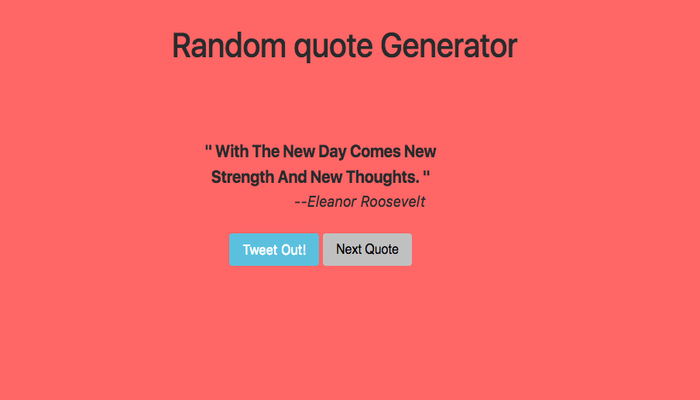 Random quote Generator
" With The New Day Comes New
Strength And New Thoughts. "
--Eleanor Roosevelt
Tweet Out!
Next Quote